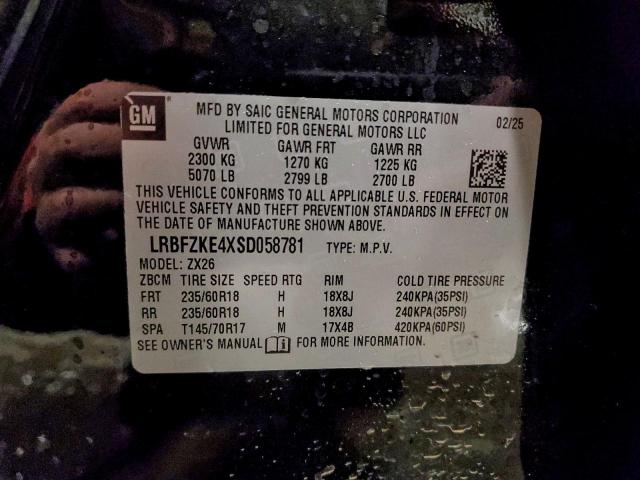 GM
MFD BY SAIC GENERAL MOTORS CORPORATION
LIMITED FOR GENERAL MOTORS LLC
02/25
GVWR GAWR FRT GAWR RR
2300 KG 1270 KG 1225 KG
5070 LB 2799 LB 2700 LB
THIS VEHICLE CONFORMS TO ALL APPLICABLE U.S. FEDERAL MOTOR
VEHICLE SAFETY AND THEFT PREVENTION STANDARDS IN EFFECT ON
THE DATE OF MANUFACTURE SHOWN ABOVE.
LRBFZKE4XSD058781 TYPE: M.P.V.
MODEL: ZX26
ZBCM TIRE SIZE SPEED RTG RIM COLD TIRE PRESSURE
FRT 235/60R18 H 18X8J 240KPA(35PSI)
RR 235/60R18 H 18X8J 240KPA(35PSI)
SPA T145/70R17 M 17X4B 420KPA(60PSI)
SEE OWNER'S MANUAL FOR MORE INFORMATION.